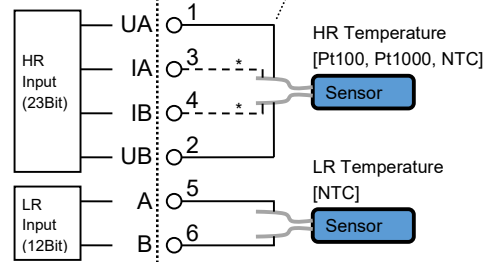 UA 1
HR Temperature
[Pt100, Pt1000, NTC]
HR
Input
(23Bit)
IA 3 *
Sensor
IB 4 *
UB 2
LR Temperature
[NTC]
LR
Input
(12Bit)
A 5
Sensor
B 6